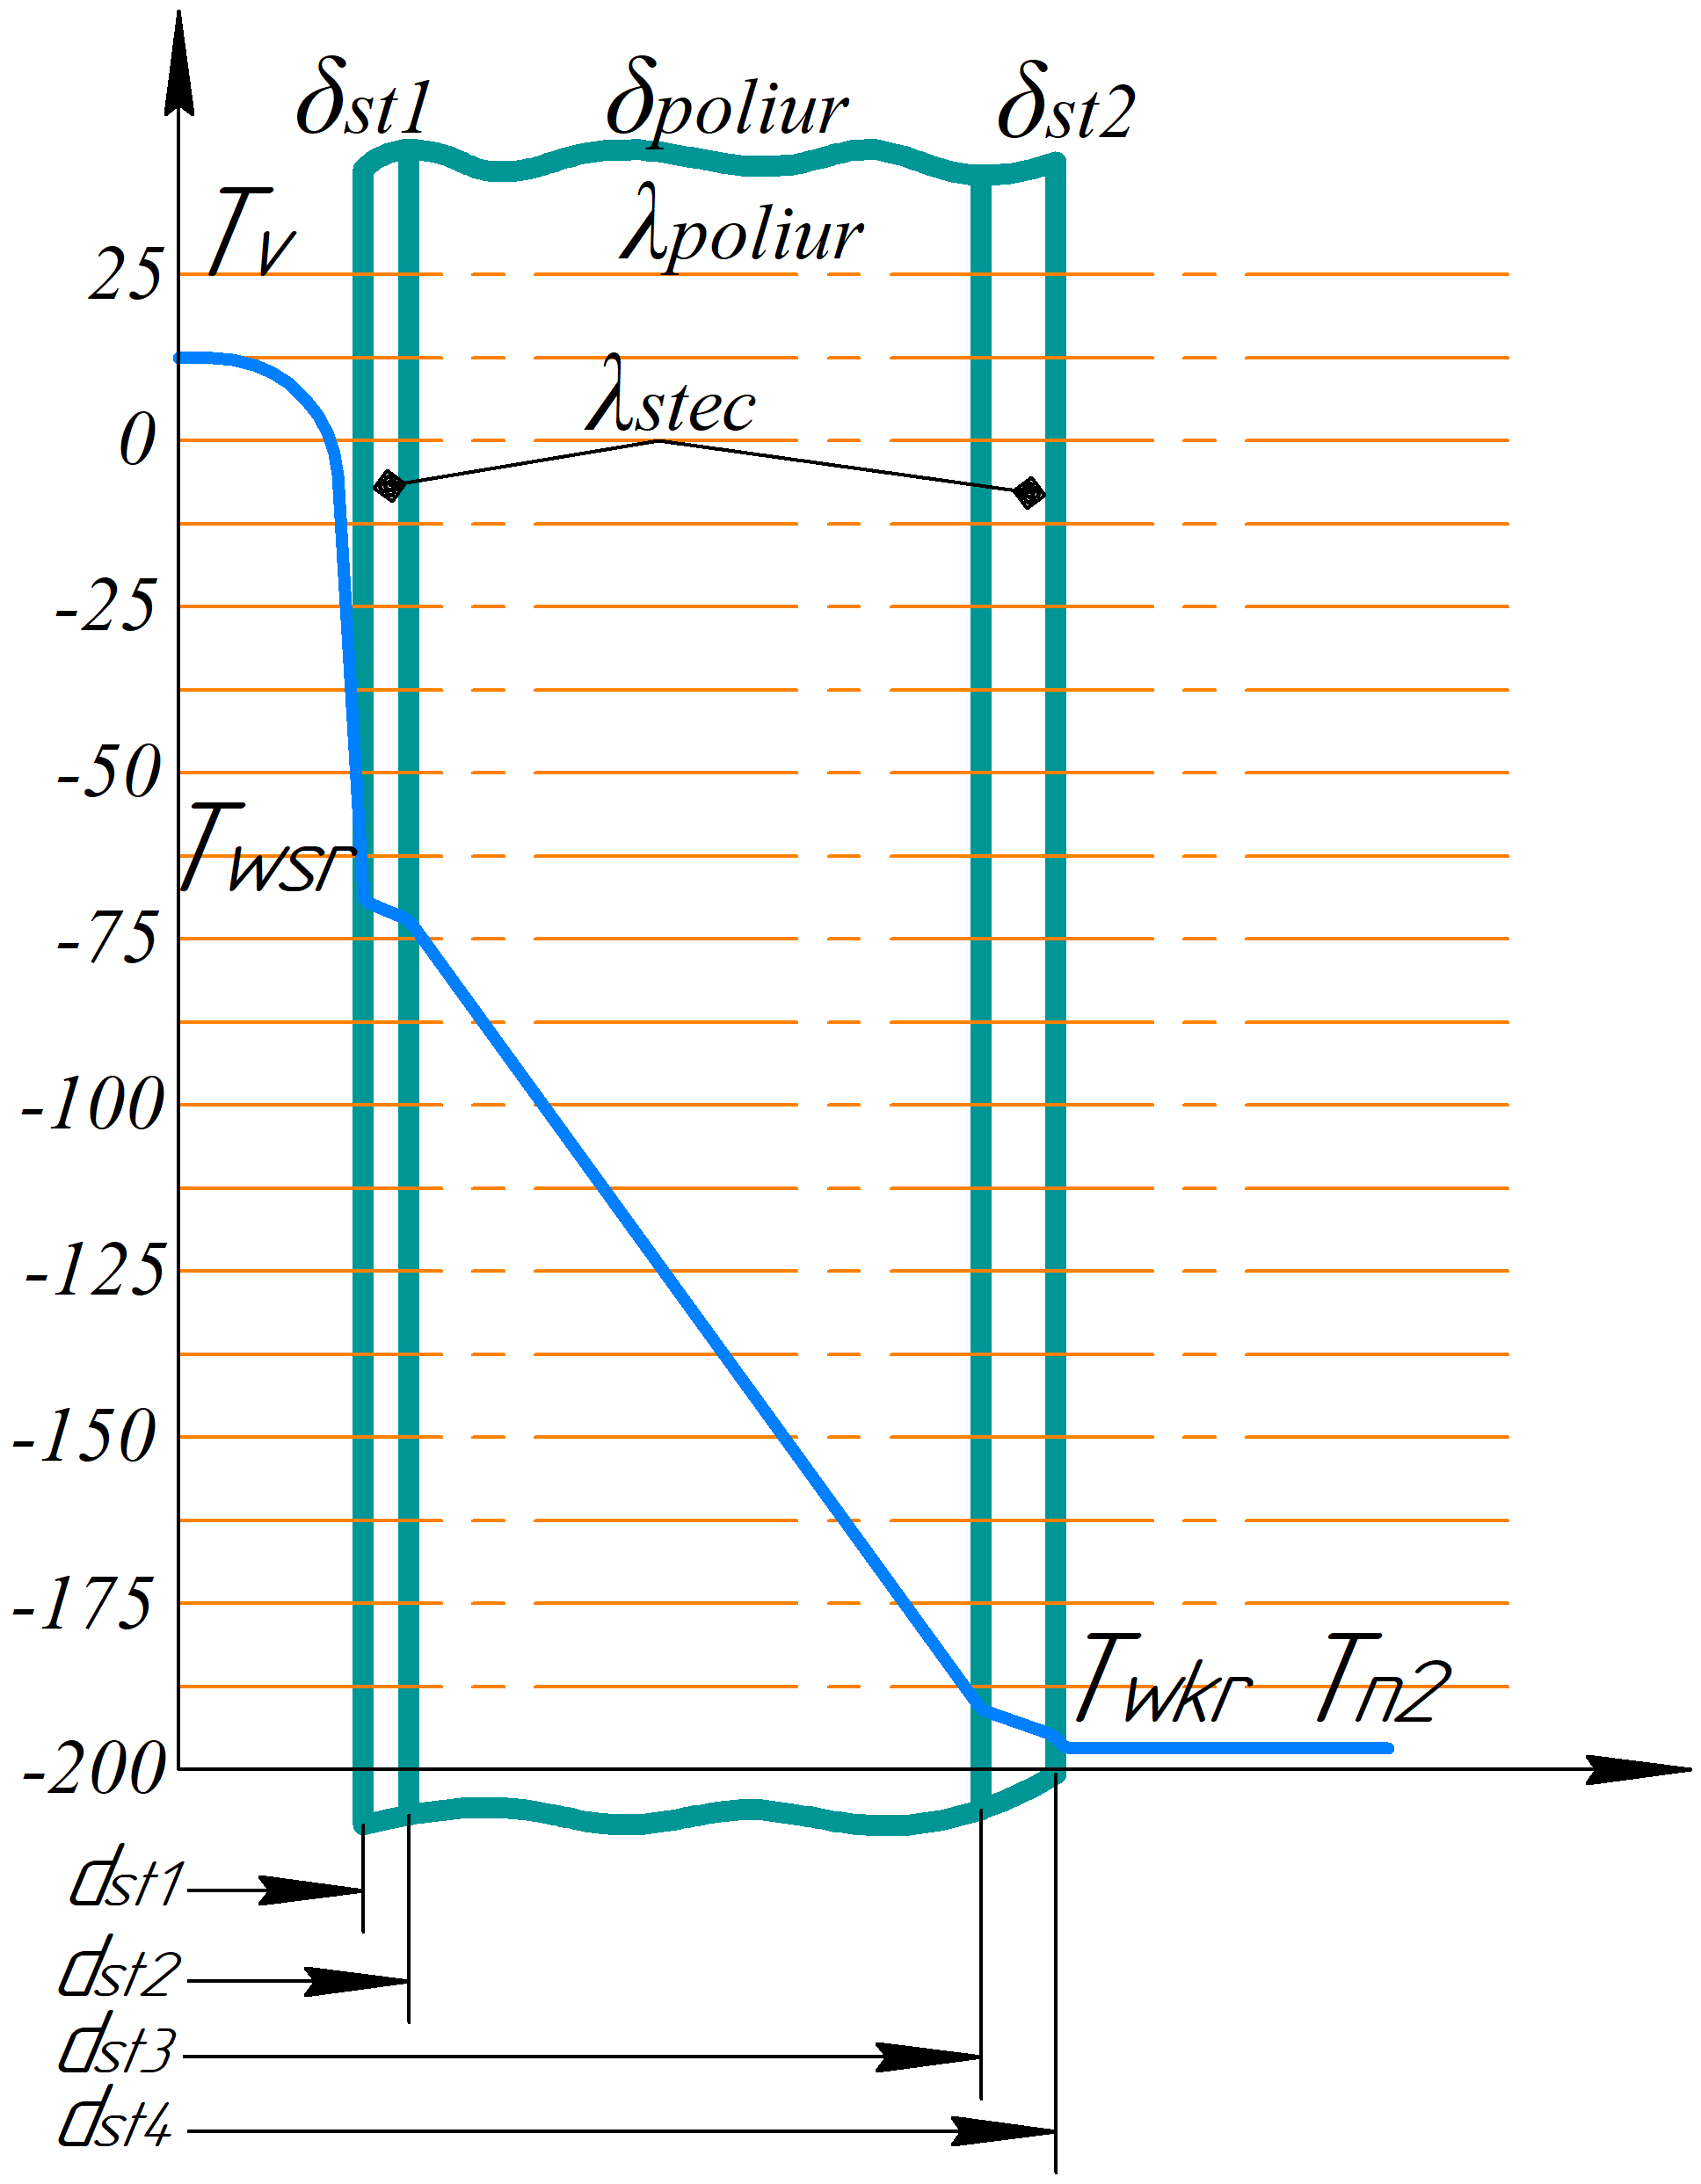 δst1 δpoliur δst2
Tv λpoliur
25
λstec
0
-25
-50
Twsr
-75
-100
-125
-150
-175
Twkr Tn2
-200
dst1
dst2
dst3
dst4